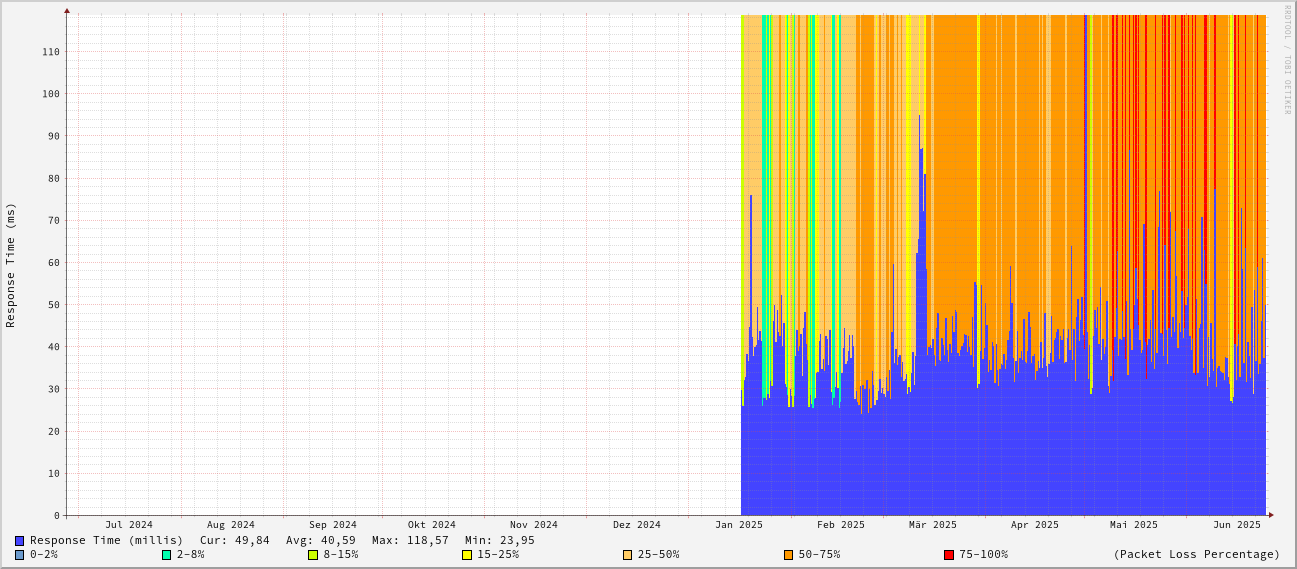 RRDTOOL / TOBI OETIKER
Response Time (ms)
110
100
90
80
70
60
50
40
30
20
10
0
Jul 2024 Aug 2024 Sep 2024 Okt 2024 Nov 2024 Dez 2024 Jan 2025 Feb 2025 Mär 2025 Apr 2025 Mai 2025 Jun 2025
Response Time (millis) Cur: 49,84 Avg: 40,59 Max: 118,57 Min: 23,95
0-2% 2-8% 8-15% 15-25% 25-50% 50-75% 75-100% (Packet Loss Percentage)